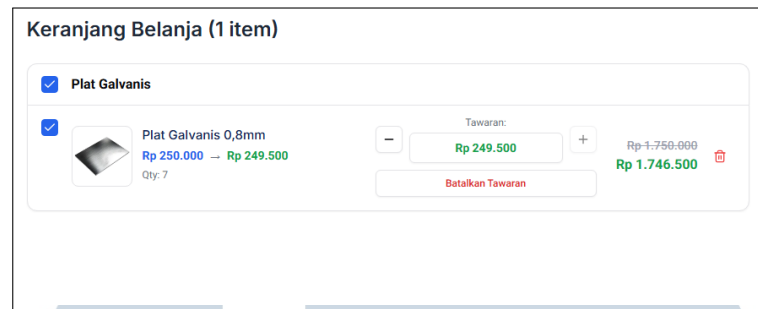 Keranjang Belanja (1 item)
Plat Galvanis
Plat Galvanis 0,8mm
Rp 250.000 → Rp 249.500
Qty: 7
Tawaran:
− Rp 249.500 +
Batalkan Tawaran
Rp 1.750.000
Rp 1.746.500